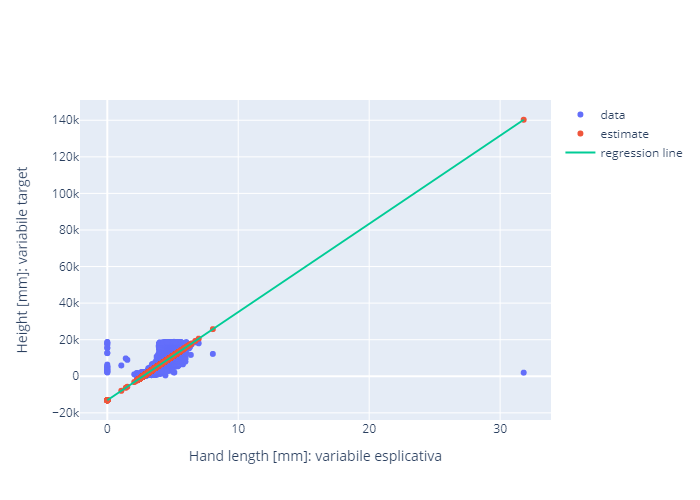 140k
120k
100k
80k
60k
40k
20k
0
−20k
0
10
20
30
Height [mm]: variabile target
Hand length [mm]: variabile esplicativa
data
estimate
regression line